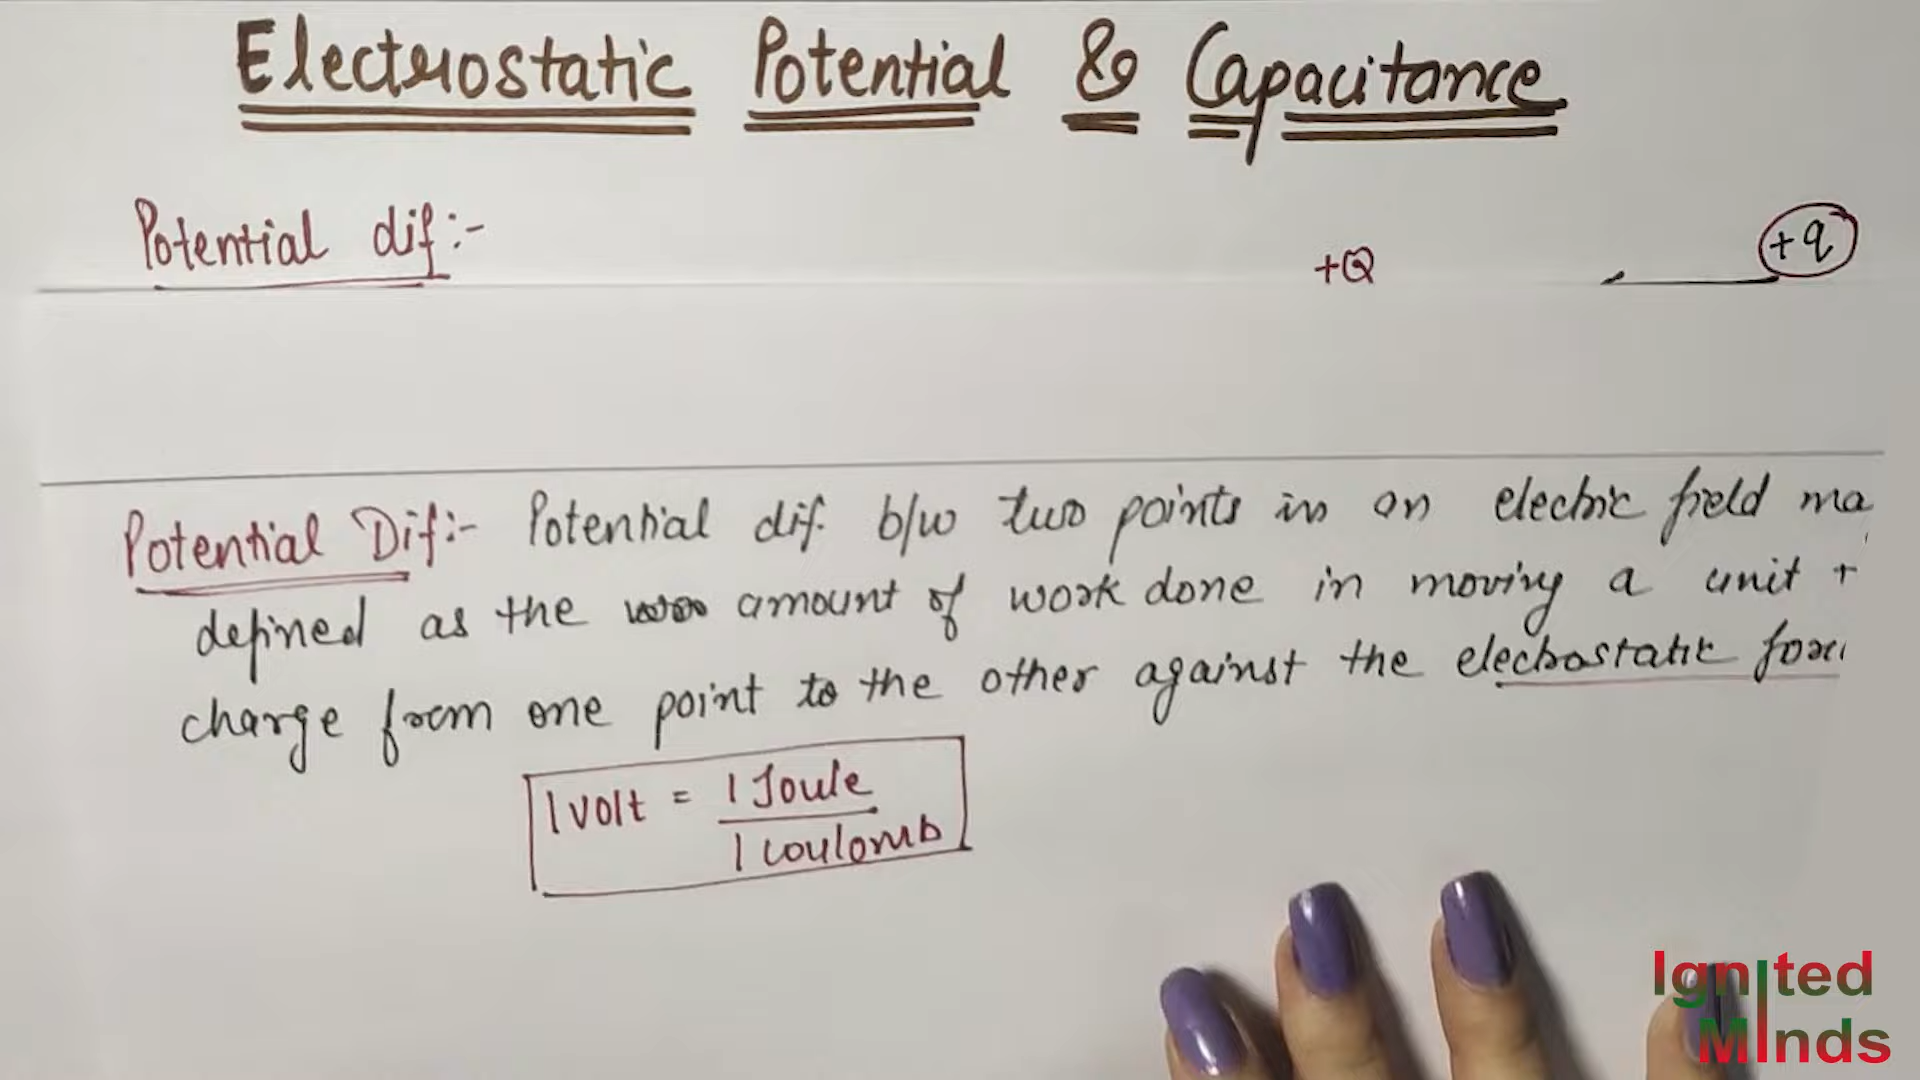 Electrostatic Potential & Capacitance
Potential dif:-
+Q
+q
Potential Dif:- Potential dif. b/w two points in an electric field ma
defined as the amount of work done in moving a unit +
charge from one point to the other against the electrostatic forc
1 volt = 1 Joule
1 coulomb
Ignited
Minds